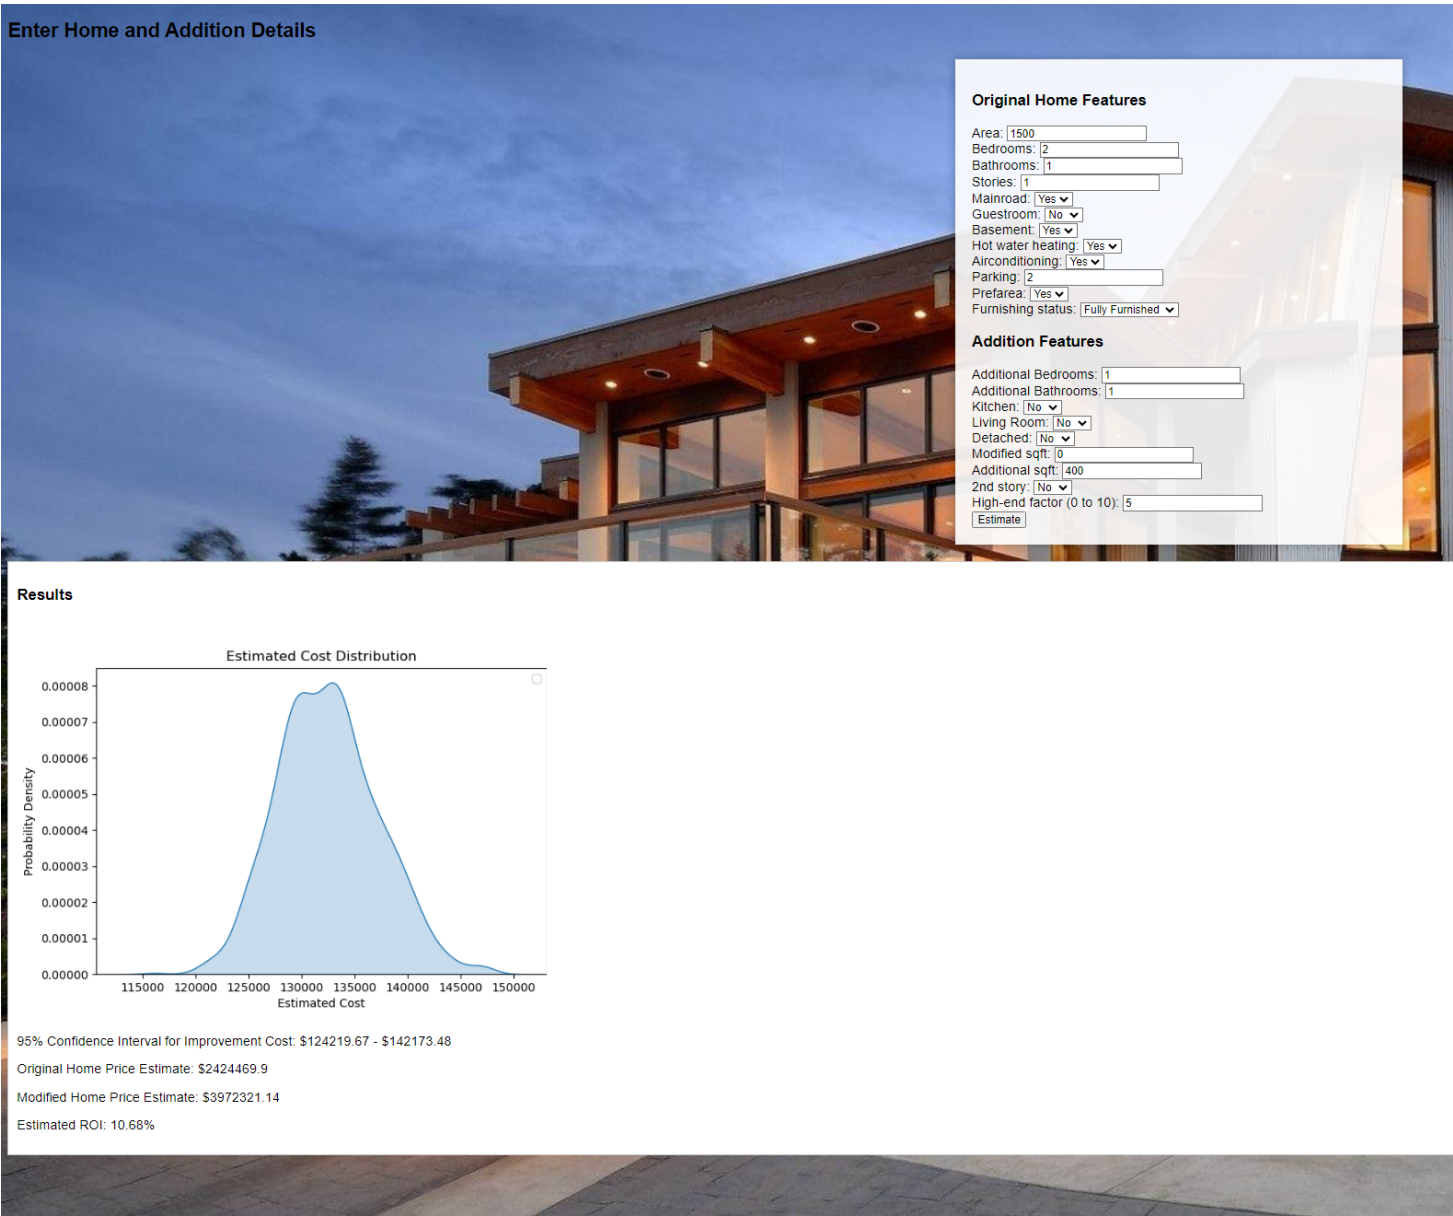 Enter Home and Addition Details
Original Home Features
Area: 1500
Bedrooms: 2
Bathrooms: 1
Stories: 1
Mainroad: Yes
Guestroom: No
Basement: Yes
Hot water heating: Yes
Airconditioning: Yes
Parking: 2
Prefarea: Yes
Furnishing status: Fully Furnished
Addition Features
Additional Bedrooms: 1
Additional Bathrooms: 1
Kitchen: No
Living Room: No
Detached: No
Modified sqft: 0
Additional sqft: 400
2nd story: No
High-end factor (0 to 10): 5
Estimate
Results
Estimated Cost Distribution
Probability Density
0.00008
0.00007
0.00006
0.00005
0.00004
0.00003
0.00002
0.00001
0.00000
115000 120000 125000 130000 135000 140000 145000 150000
Estimated Cost
95% Confidence Interval for Improvement Cost: $124219.67 - $142173.48
Original Home Price Estimate: $2424469.9
Modified Home Price Estimate: $3972321.14
Estimated ROI: 10.68%